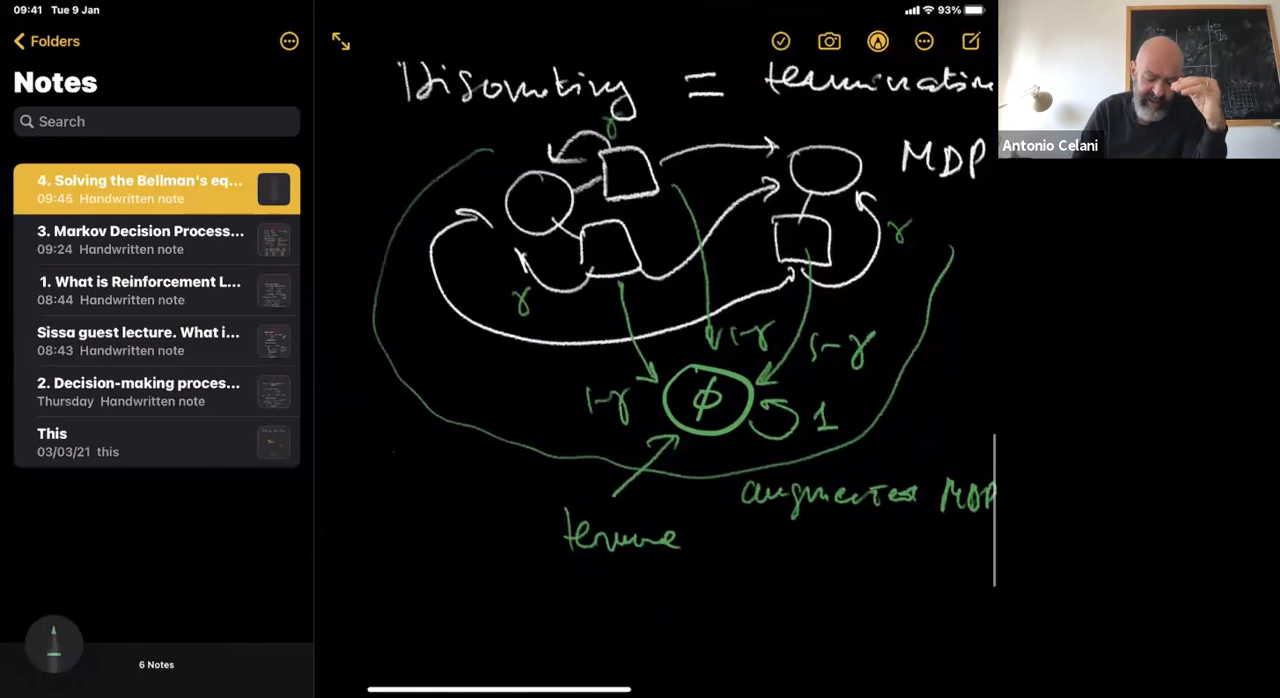 09:41 Tue 9 Jan
93%
Folders
Notes
Search
4. Solving the Bellman's eq...
09:45 Handwritten note
3. Markov Decision Process...
09:24 Handwritten note
1. What is Reinforcement L...
08:44 Handwritten note
Sissa guest lecture. What i...
08:43 Handwritten note
2. Decision-making proces...
Thursday Handwritten note
This
03/03/21 this
6 Notes
Discounting = termination
γ
MDP
γ
γ
1-γ
1-γ
1-γ
φ
1
augmented MDP
Antonio Celani